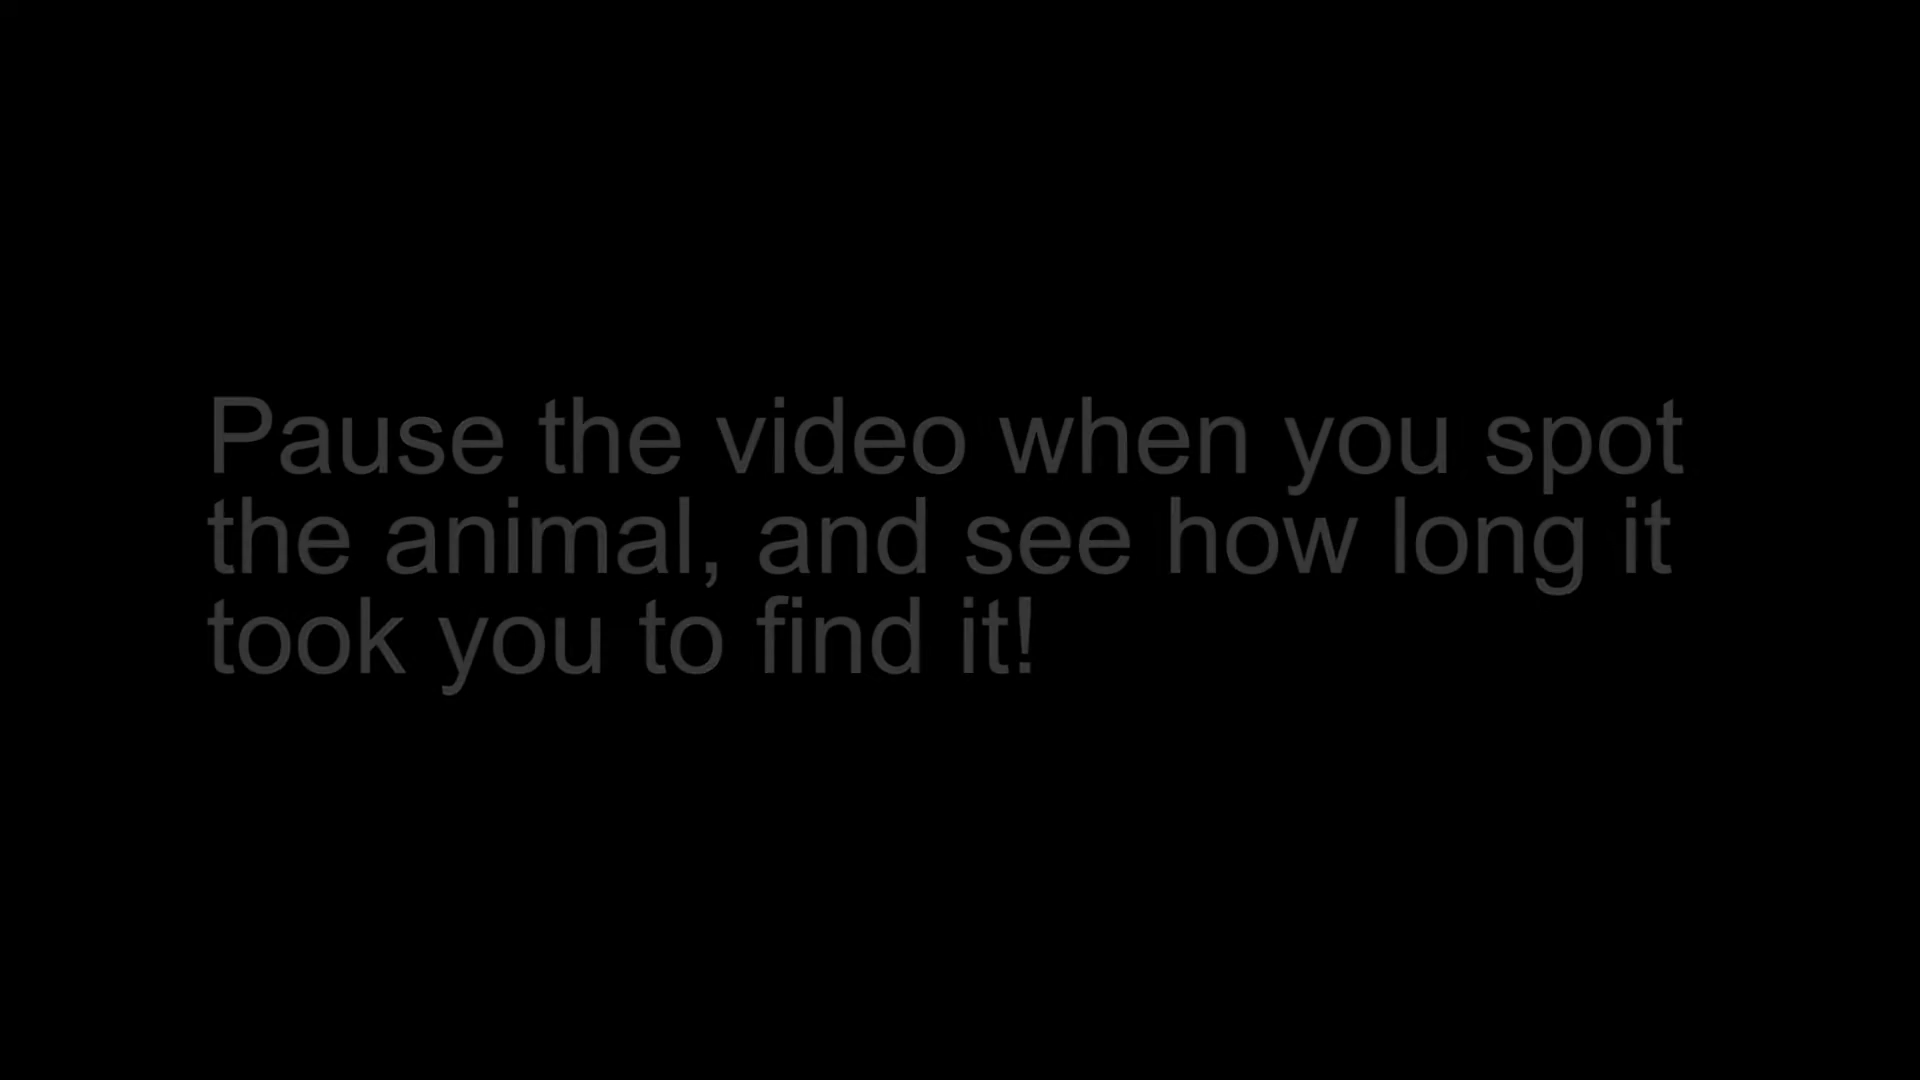 Pause the video when you spot
the animal, and see how long it
took you to find it!